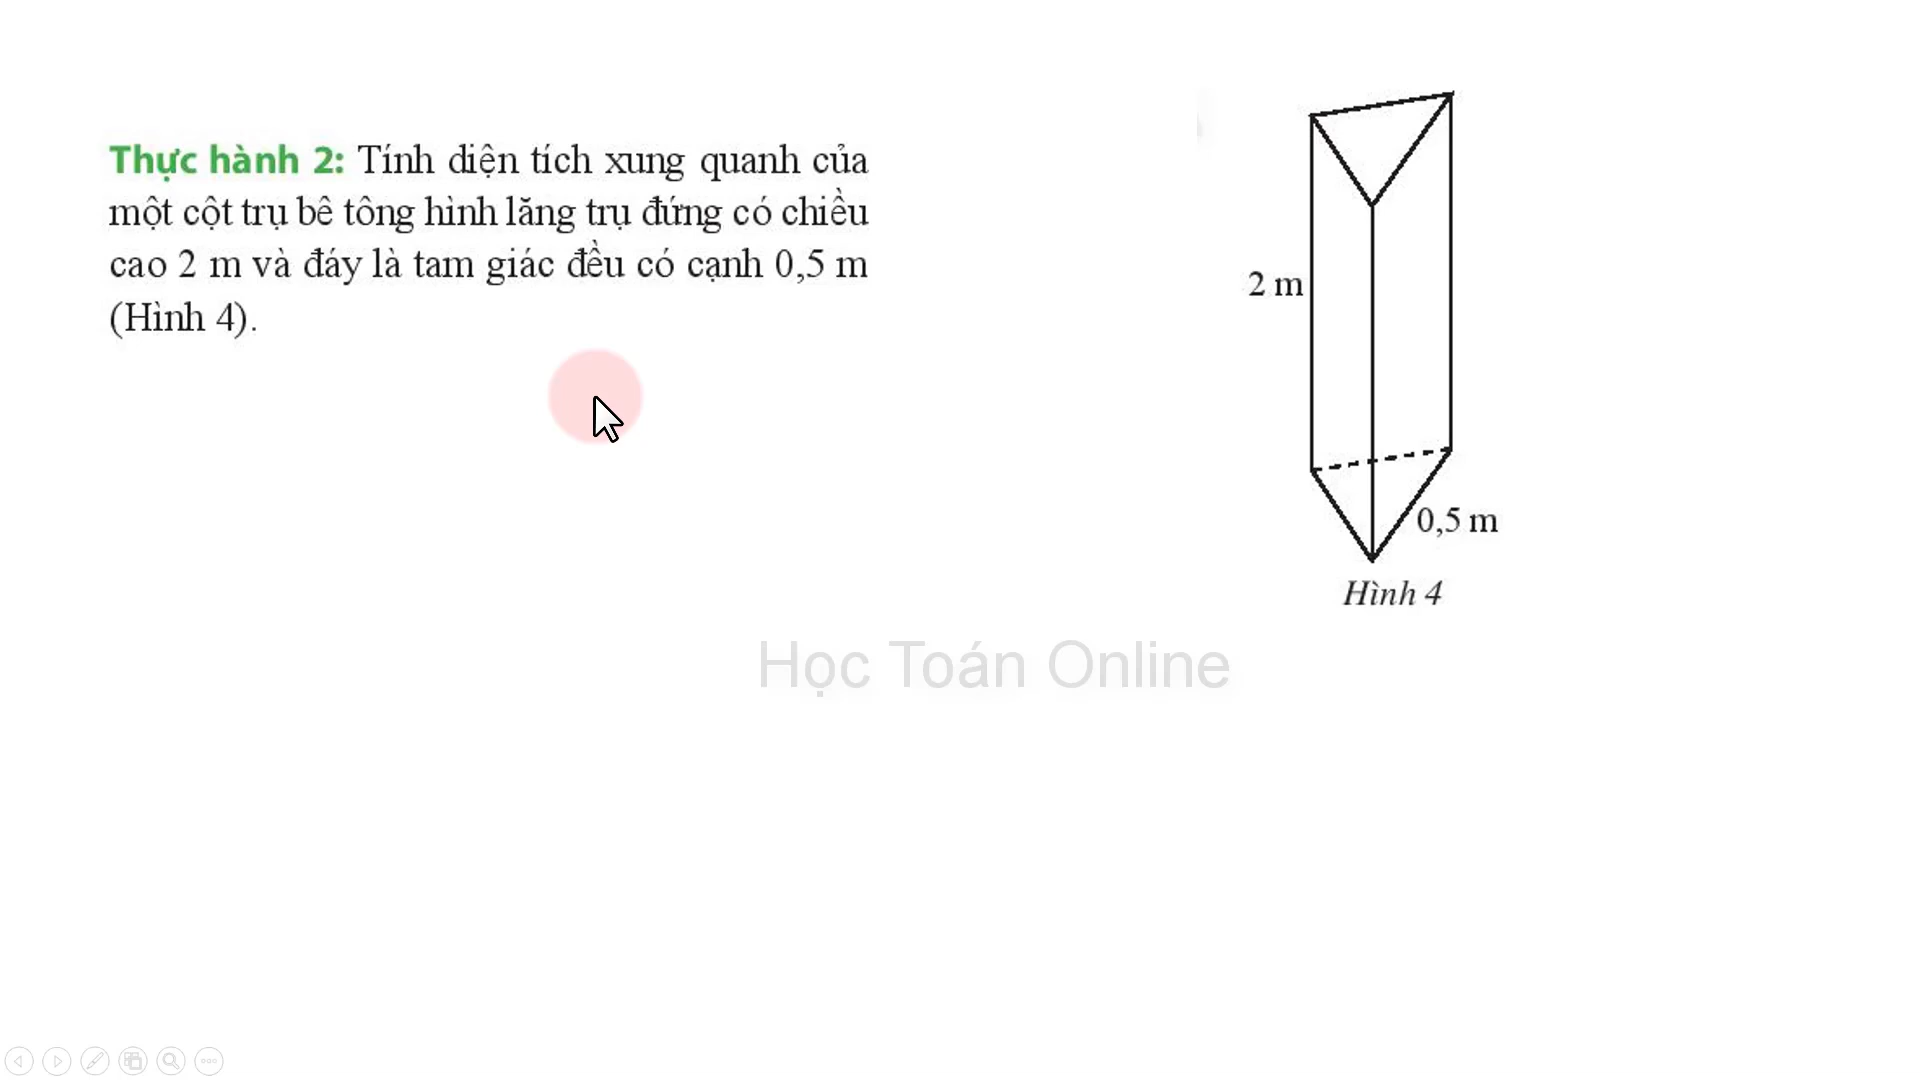 Thực hành 2: Tính diện tích xung quanh của
một cột trụ bê tông hình lăng trụ đứng có chiều
cao 2 m và đáy là tam giác đều có cạnh 0,5 m
(Hình 4).
2 m
0,5 m
Hình 4
Học Toán Online